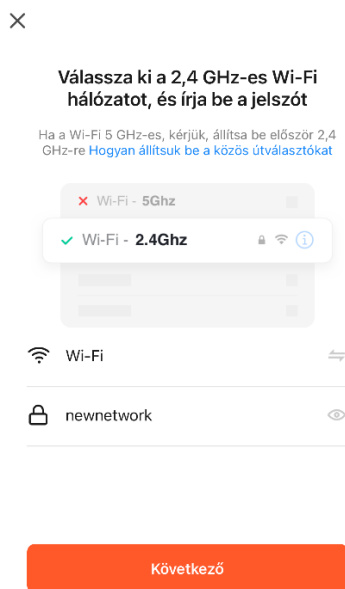 Válassza ki a 2,4 GHz-es Wi-Fi
hálózatot, és írja be a jelszót
Ha a Wi-Fi 5 GHz-es, kérjük, állítsa be először 2,4
GHz-re Hogyan állítsuk be a közös útválasztókat
Wi-Fi - 5Ghz
Wi-Fi - 2.4Ghz
Wi-Fi
newnetwork
Következő